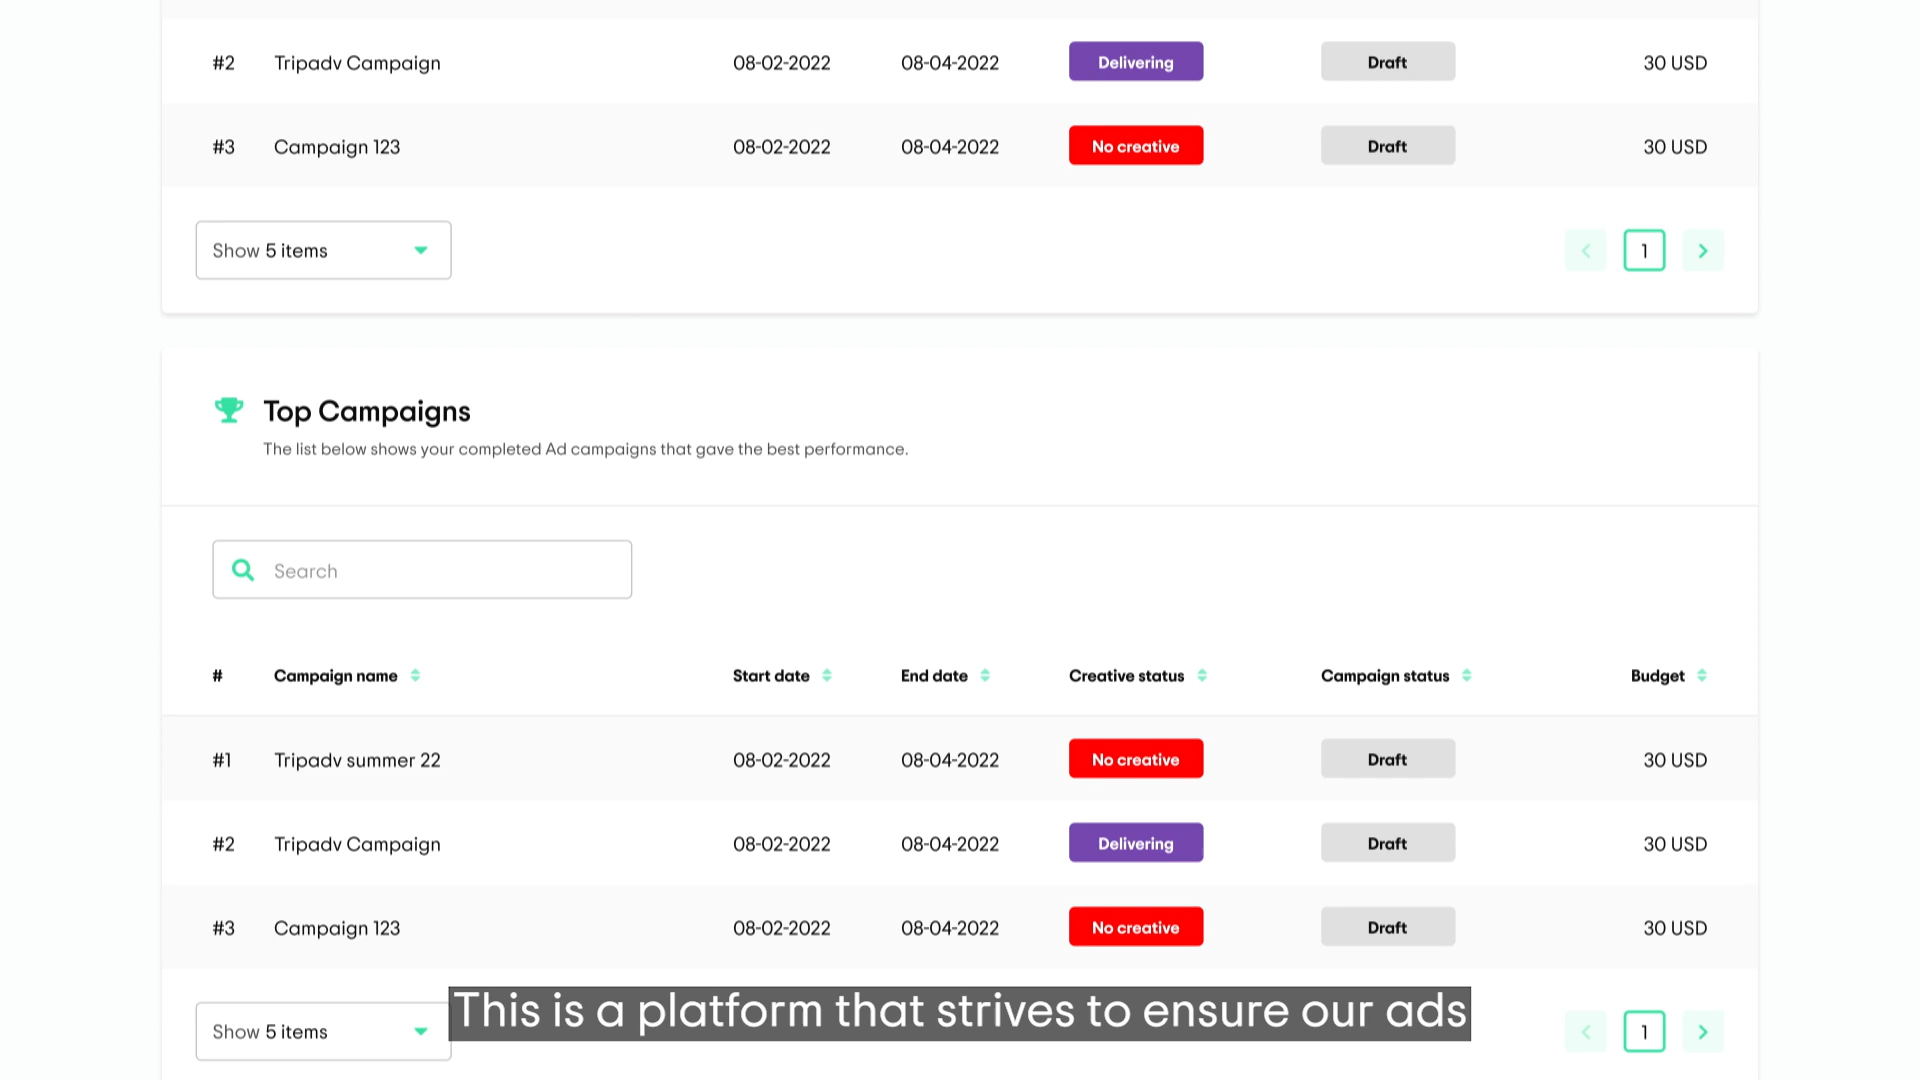 #2 Tripadv Campaign 08-02-2022 08-04-2022 Delivering Draft 30 USD
#3 Campaign 123 08-02-2022 08-04-2022 No creative Draft 30 USD
Show 5 items 1
Top Campaigns
The list below shows your completed Ad campaigns that gave the best performance.
Search
# Campaign name Start date End date Creative status Campaign status Budget
#1 Tripadv summer 22 08-02-2022 08-04-2022 No creative Draft 30 USD
#2 Tripadv Campaign 08-02-2022 08-04-2022 Delivering Draft 30 USD
#3 Campaign 123 08-02-2022 08-04-2022 No creative Draft 30 USD
Show 5 items 1
This is a platform that strives to ensure our ads